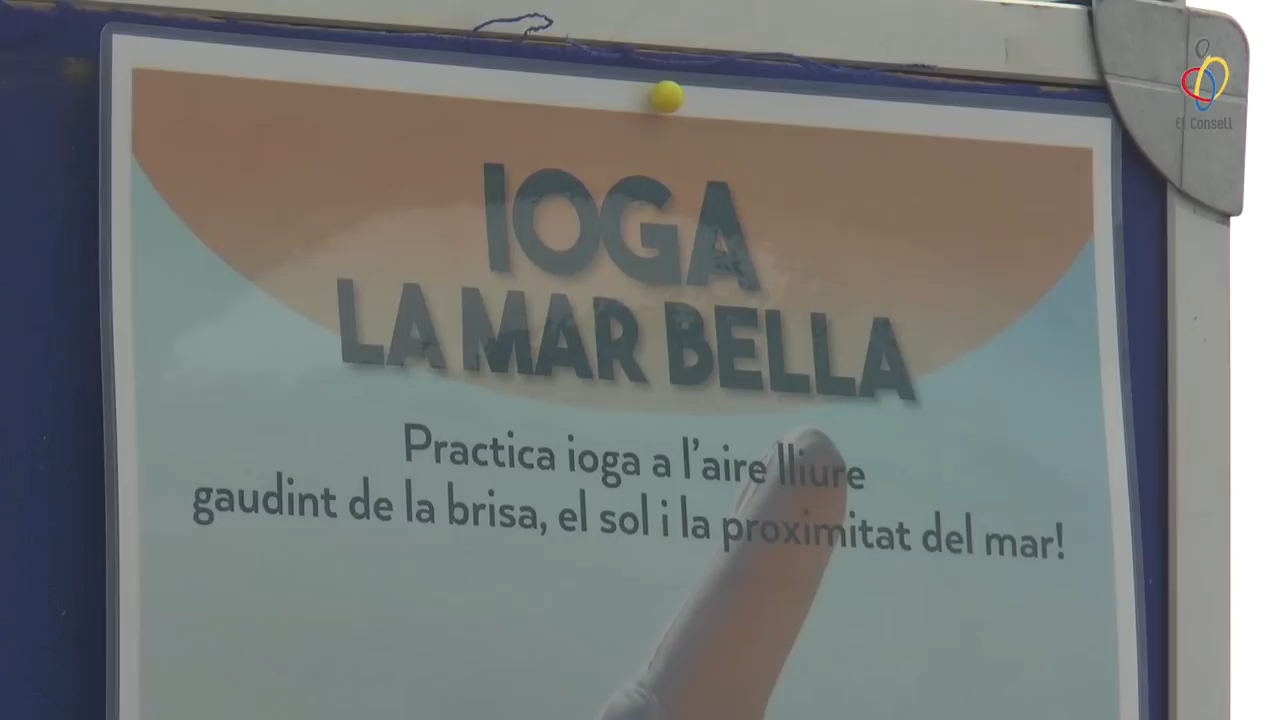 El Consell
IOGA
LA MAR BELLA
Practica ioga a l'aire lliure
gaudint de la brisa, el sol i la proximitat del mar!